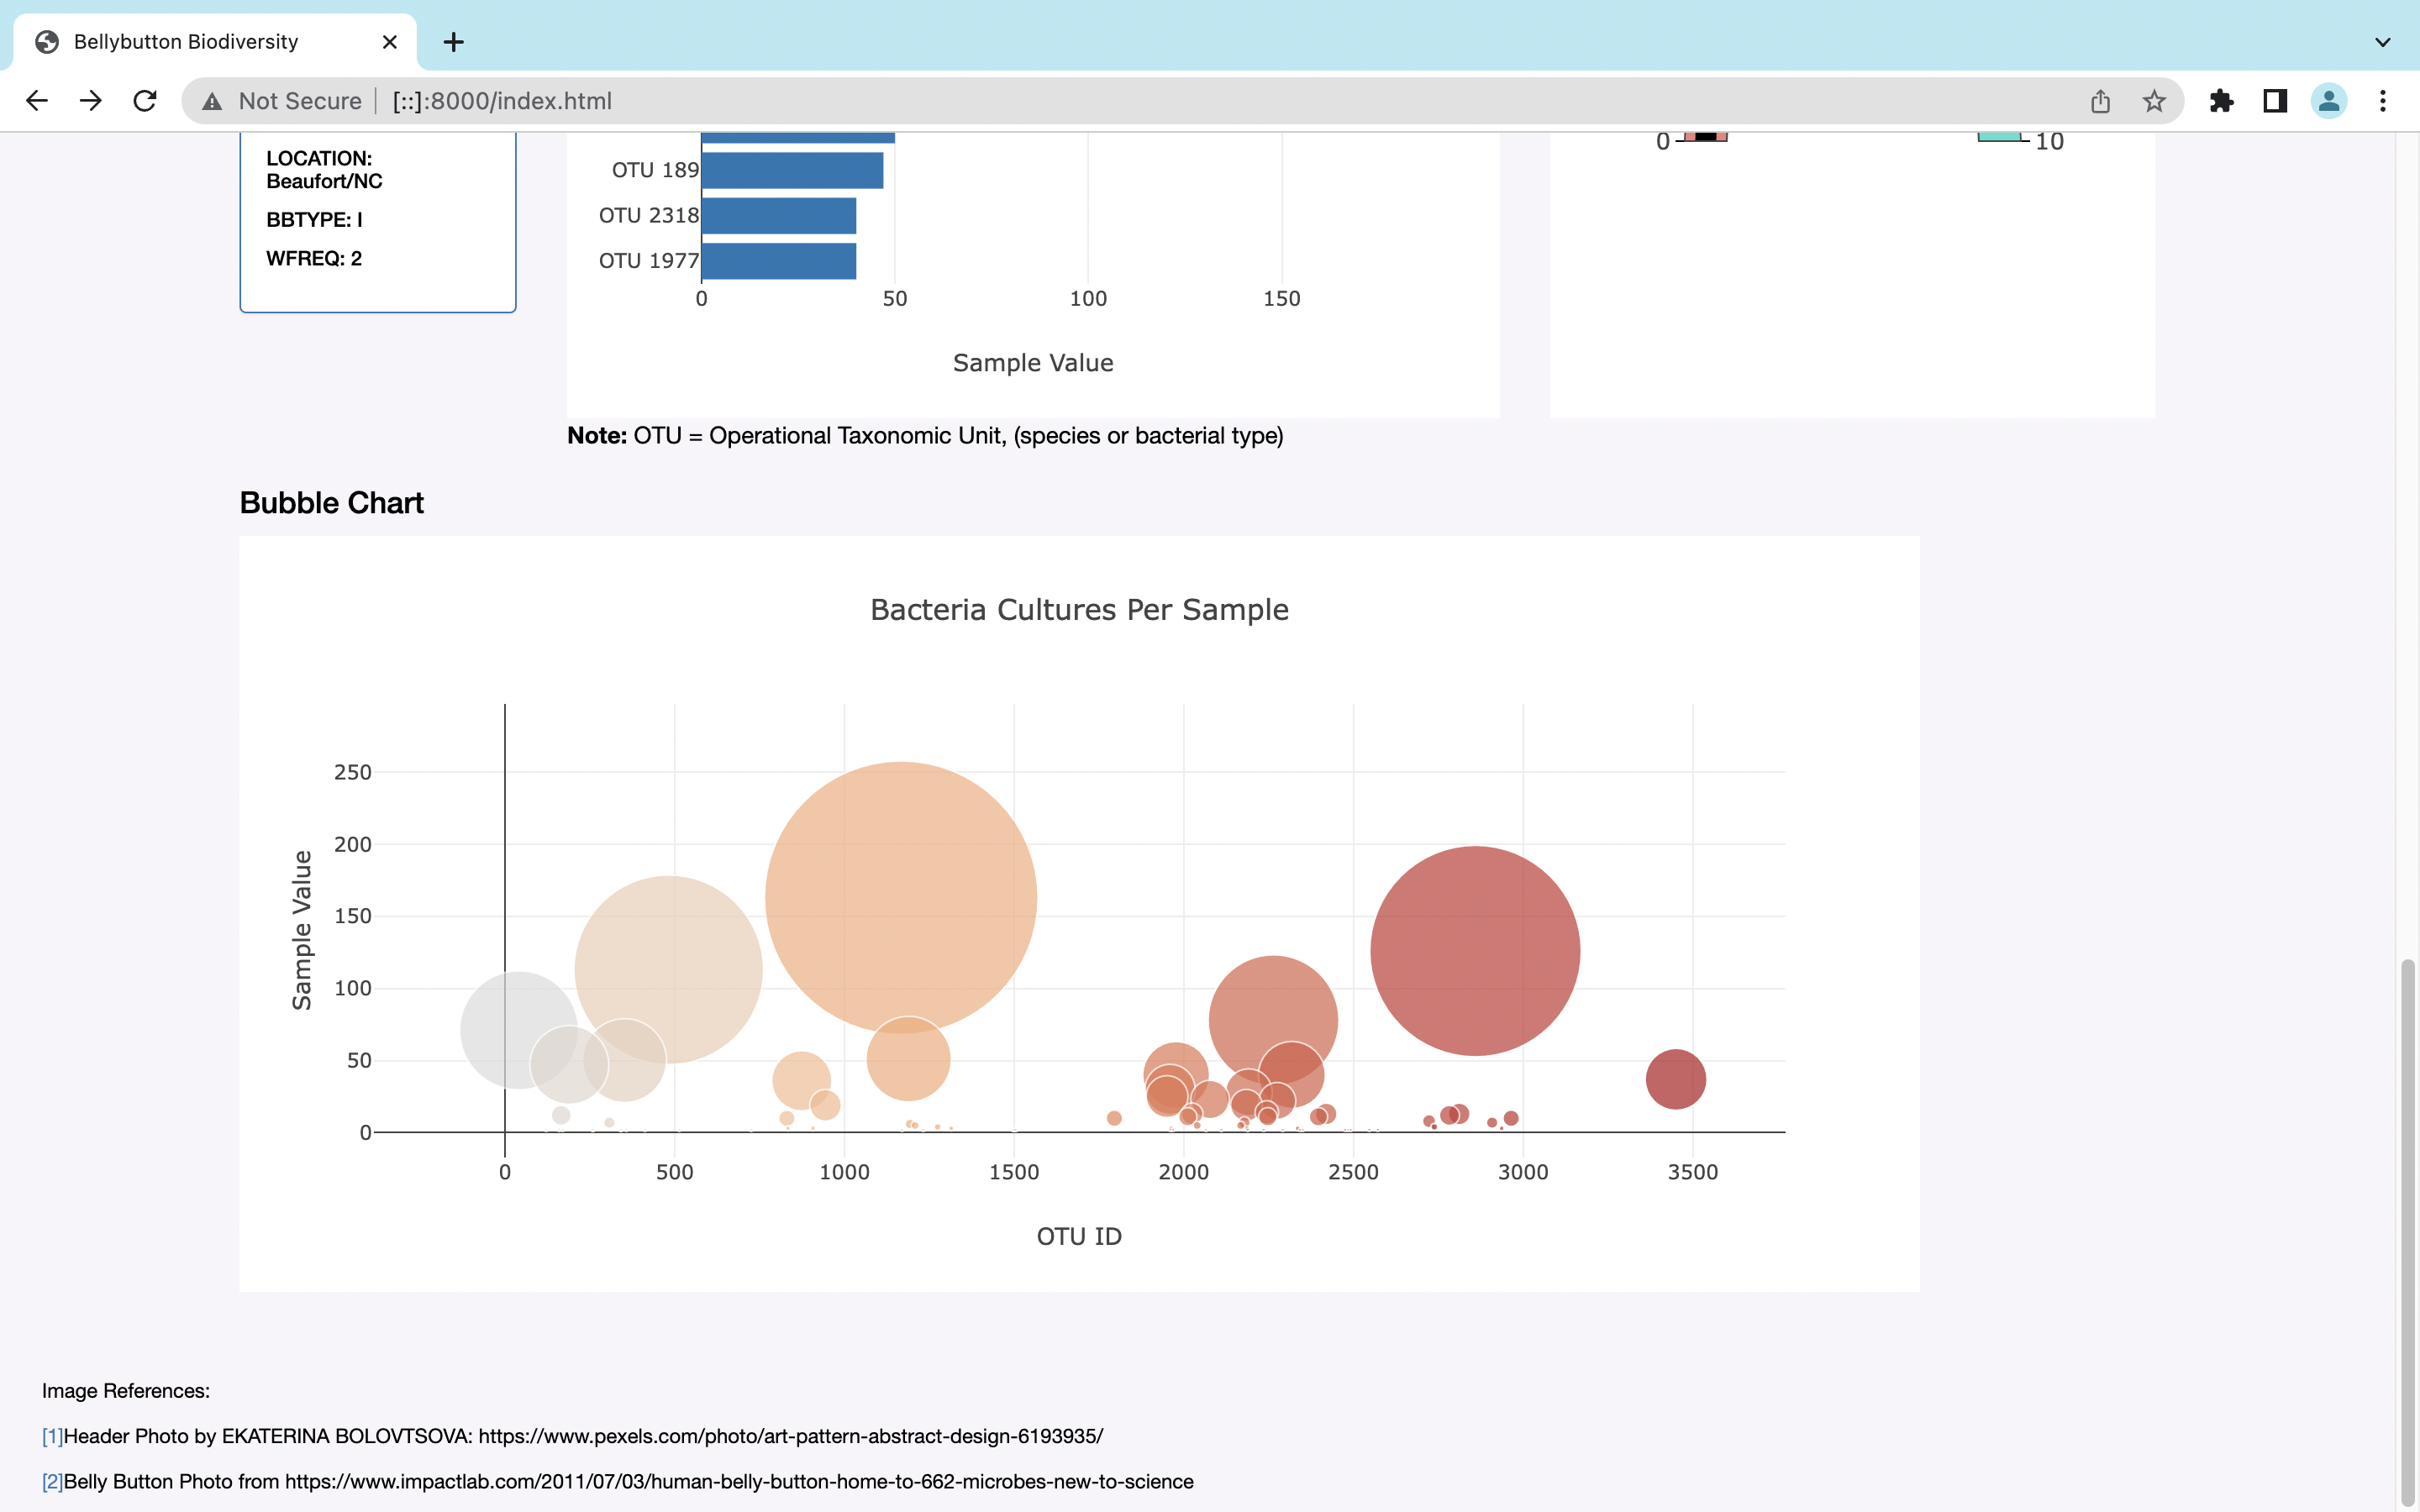 Bellybutton Biodiversity
Not Secure
[::]:8000/index.html
LOCATION:
Beaufort/NC
BBTYPE: I
WFREQ: 2
OTU 189
OTU 2318
OTU 1977
0 50 100 150
Sample Value
0 10
Note: OTU = Operational Taxonomic Unit, (species or bacterial type)
Bubble Chart
Bacteria Cultures Per Sample
250
200
150
100
50
0
Sample Value
0 500 1000 1500 2000 2500 3000 3500
OTU ID
Image References:
[1]Header Photo by EKATERINA BOLOVTSOVA: https://www.pexels.com/photo/art-pattern-abstract-design-6193935/
[2]Belly Button Photo from https://www.impactlab.com/2011/07/03/human-belly-button-home-to-662-microbes-new-to-science